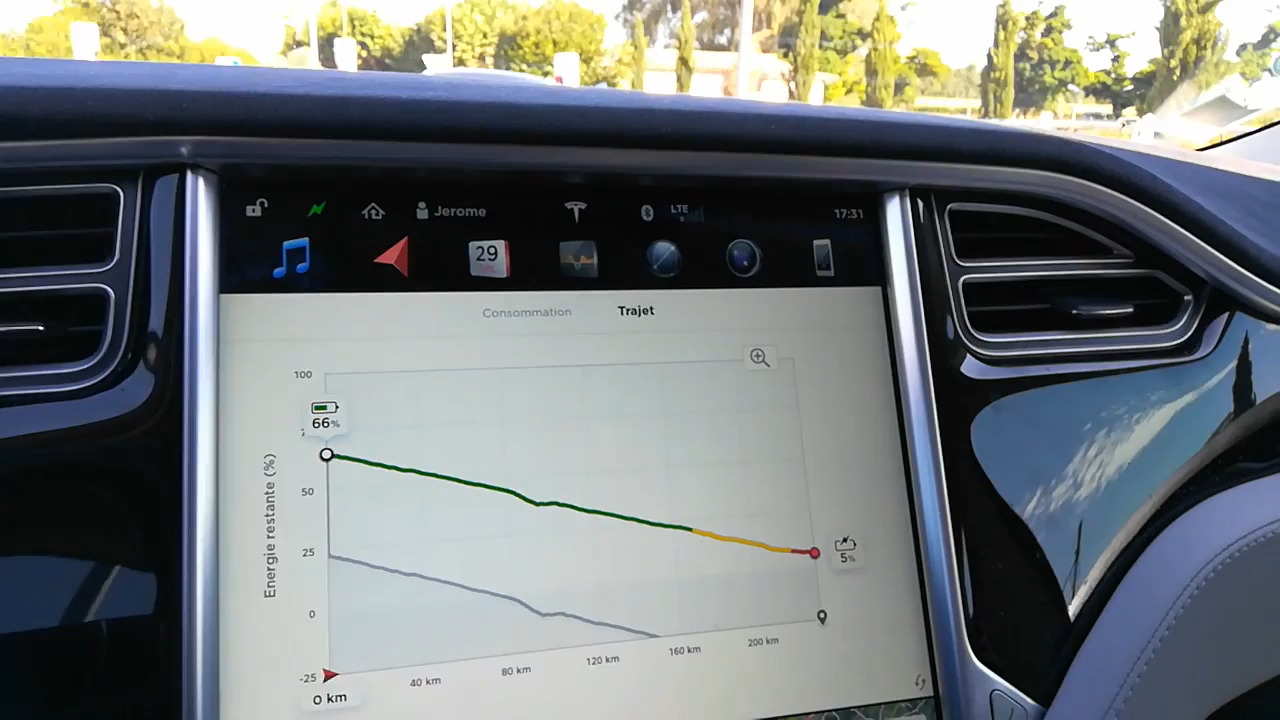 Jerome
LTE
17:31
29
Consommation
Trajet
100
66%
50
25
0
-25
Energie restante (%)
5%
0 km
40 km
80 km
120 km
160 km
200 km